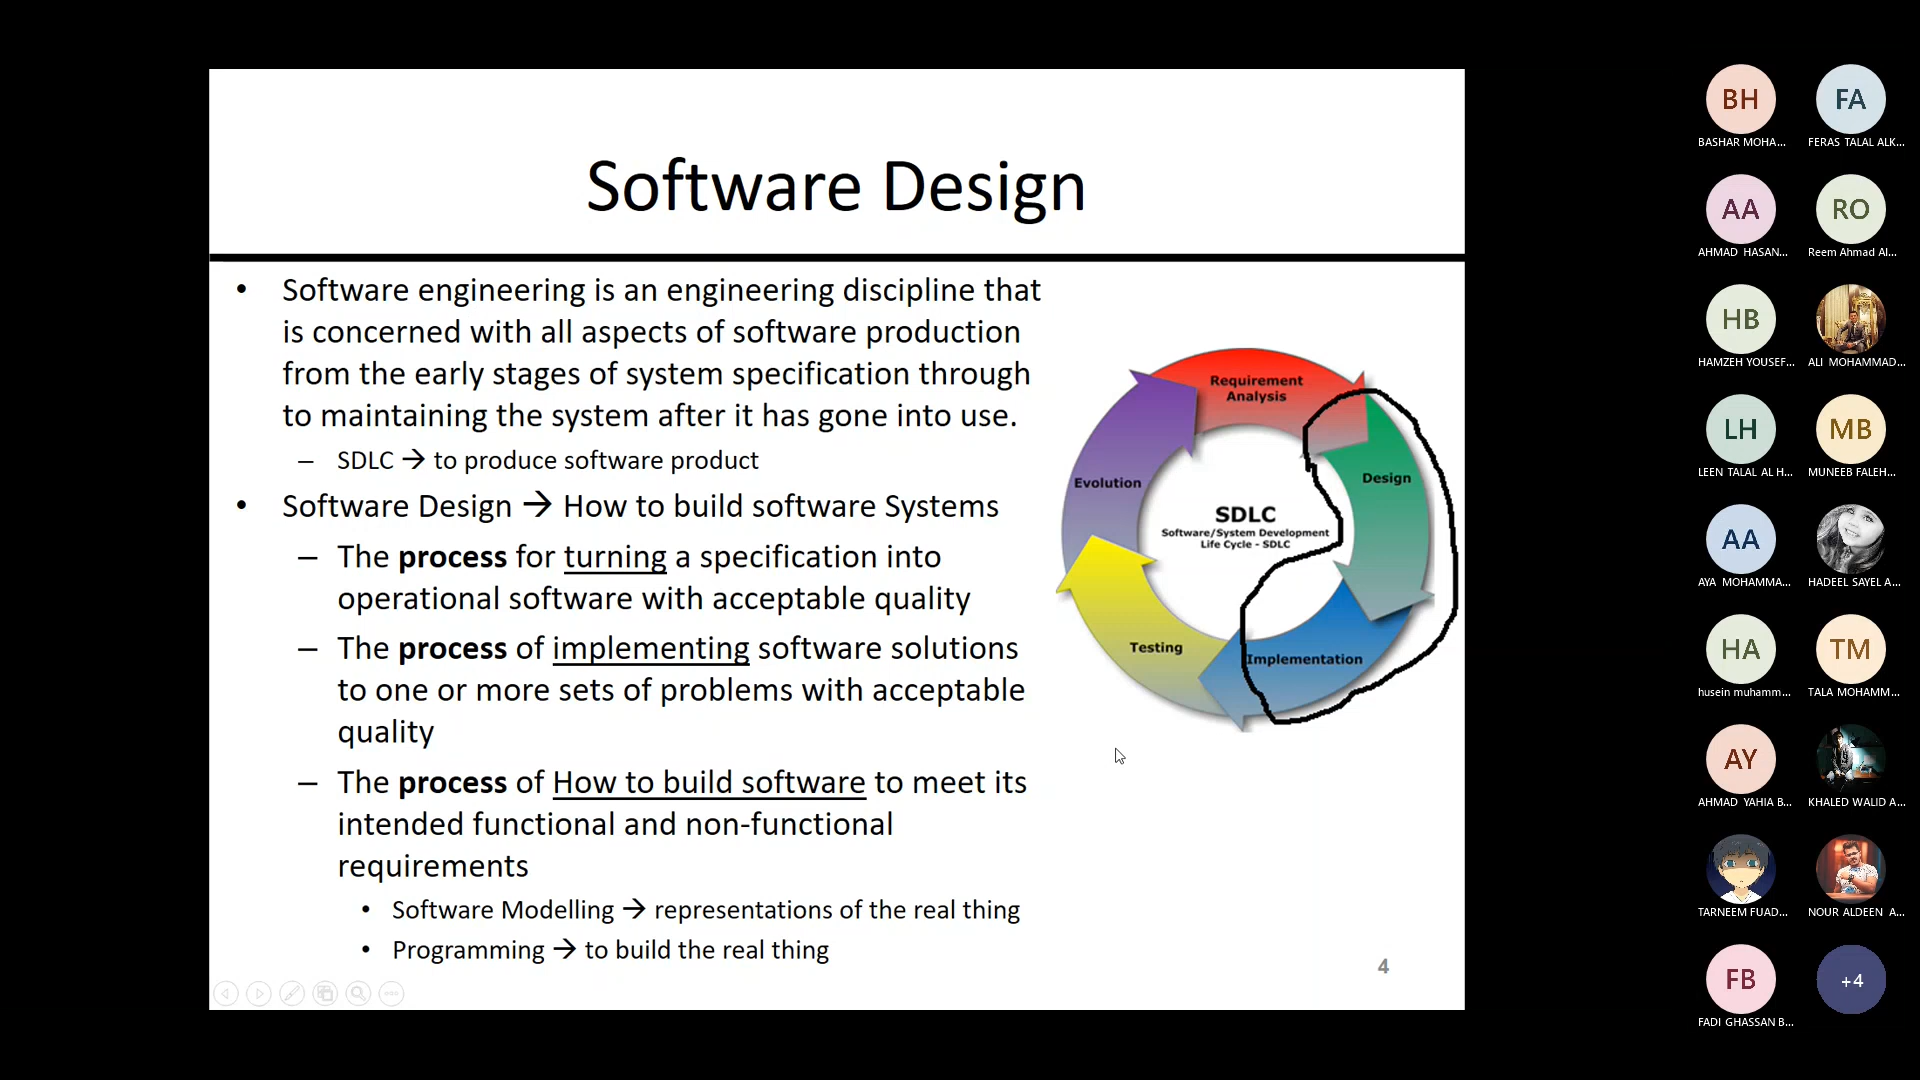 Software Design
• Software engineering is an engineering discipline that
is concerned with all aspects of software production
from the early stages of system specification through
to maintaining the system after it has gone into use.
– SDLC → to produce software product
• Software Design → How to build software Systems
– The process for turning a specification into
operational software with acceptable quality
– The process of implementing software solutions
to one or more sets of problems with acceptable
quality
– The process of How to build software to meet its
intended functional and non-functional
requirements
• Software Modelling → representations of the real thing
• Programming → to build the real thing
Requirement
Analysis
Design
Implementation
Testing
Evolution
SDLC
Software/System Development
Life Cycle - SDLC
4
BH
BASHAR MOHA...
FA
FERAS TALAL ALK...
AA
AHMAD HASAN...
RO
Reem Ahmad Al...
HB
HAMZEH YOUSEF...
ALI MOHAMMAD...
LH
LEEN TALAL AL H...
MB
MUNEEB FALEH...
AA
AYA MOHAMMA...
HADEEL SAYEL A...
HA
husein muhamm...
TM
TALA MOHAMM...
AY
AHMAD YAHIA B...
KHALED WALID A...
TARNEEM FUAD...
NOUR ALDEEN A...
FB
FADI GHASSAN B...
+4